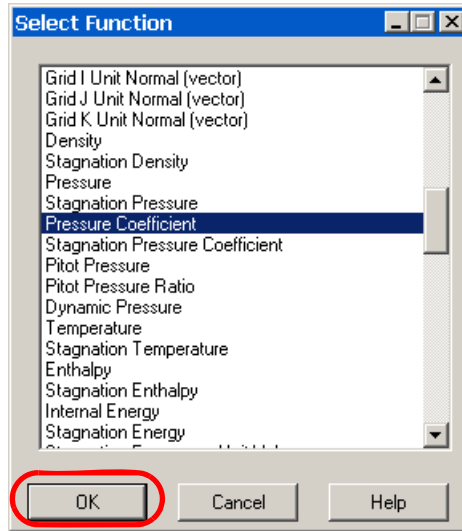 Select Function
Grid I Unit Normal (vector)
Grid J Unit Normal (vector)
Grid K Unit Normal (vector)
Density
Stagnation Density
Pressure
Stagnation Pressure
Pressure Coefficient
Stagnation Pressure Coefficient
Pitot Pressure
Pitot Pressure Ratio
Dynamic Pressure
Temperature
Stagnation Temperature
Enthalpy
Stagnation Enthalpy
Internal Energy
Stagnation Energy
OK Cancel Help